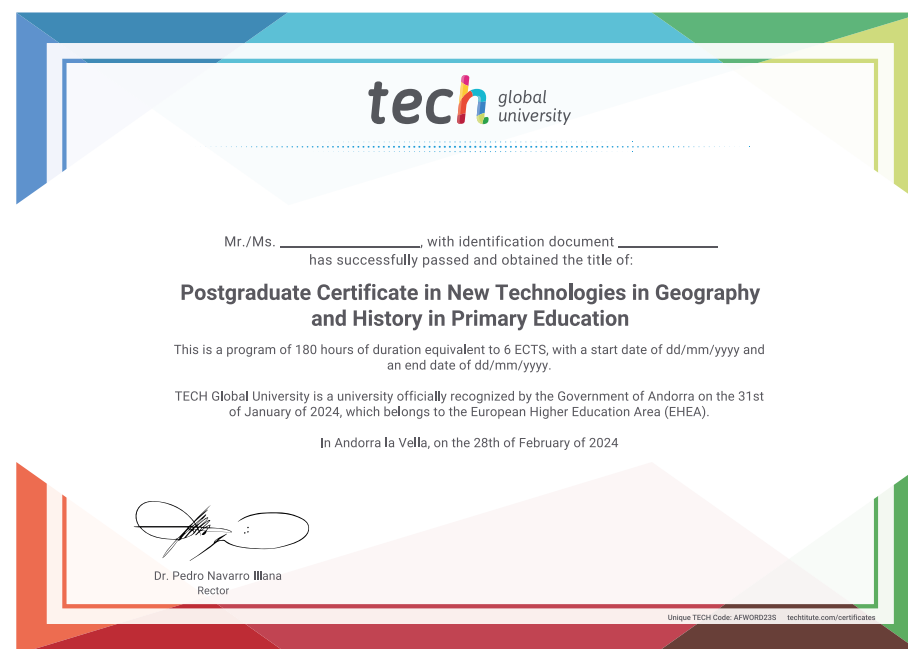 tech global university
Mr./Ms. ____________, with identification document ____________
has successfully passed and obtained the title of:
Postgraduate Certificate in New Technologies in Geography
and History in Primary Education
This is a program of 180 hours of duration equivalent to 6 ECTS, with a start date of dd/mm/yyyy and
an end date of dd/mm/yyyy.
TECH Global University is a university officially recognized by the Government of Andorra on the 31st
of January of 2024, which belongs to the European Higher Education Area (EHEA).
In Andorra la Vella, on the 28th of February of 2024
Dr. Pedro Navarro Illana
Rector
Unique TECH Code: AFWORD23S techtitute.com/certificates